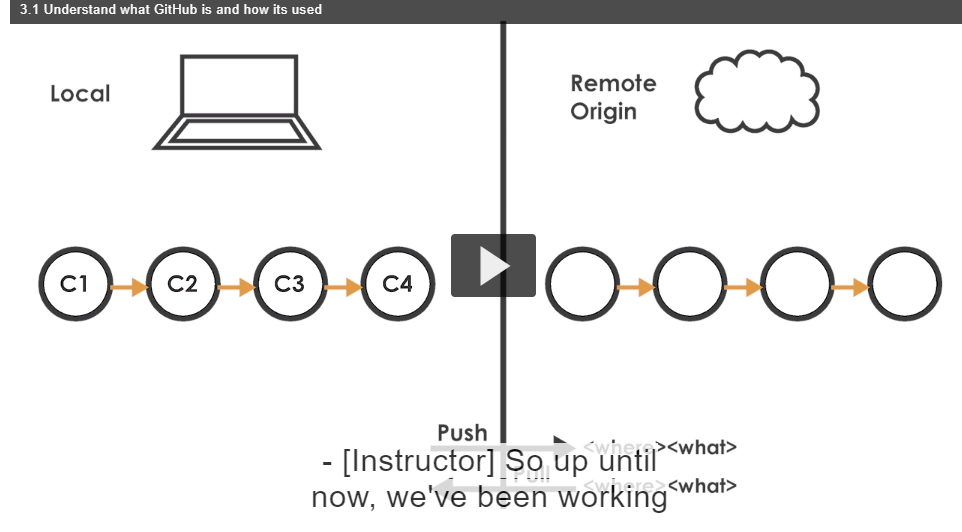 3.1 Understand what GitHub is and how its used
Local
Remote
Origin
C1
C2
C3
C4
Push
<where><what>
Pull
<where><what>
- [Instructor] So up until
now, we've been working